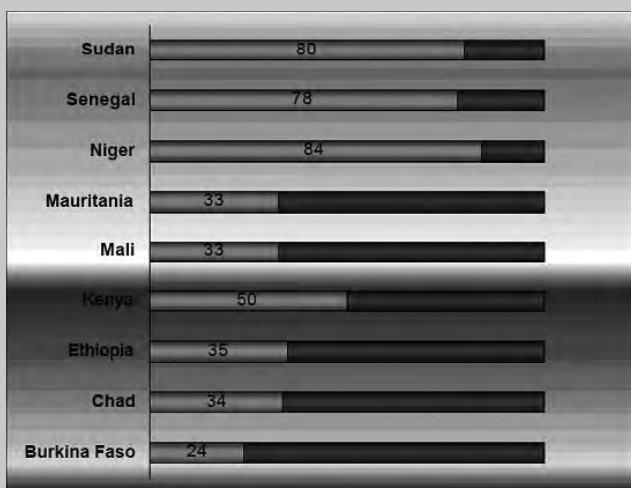 Sudan 80
Senegal 78
Niger 84
Mauritania 33
Mali 33
Kenya 50
Ethiopia 35
Chad 34
Burkina Faso 24